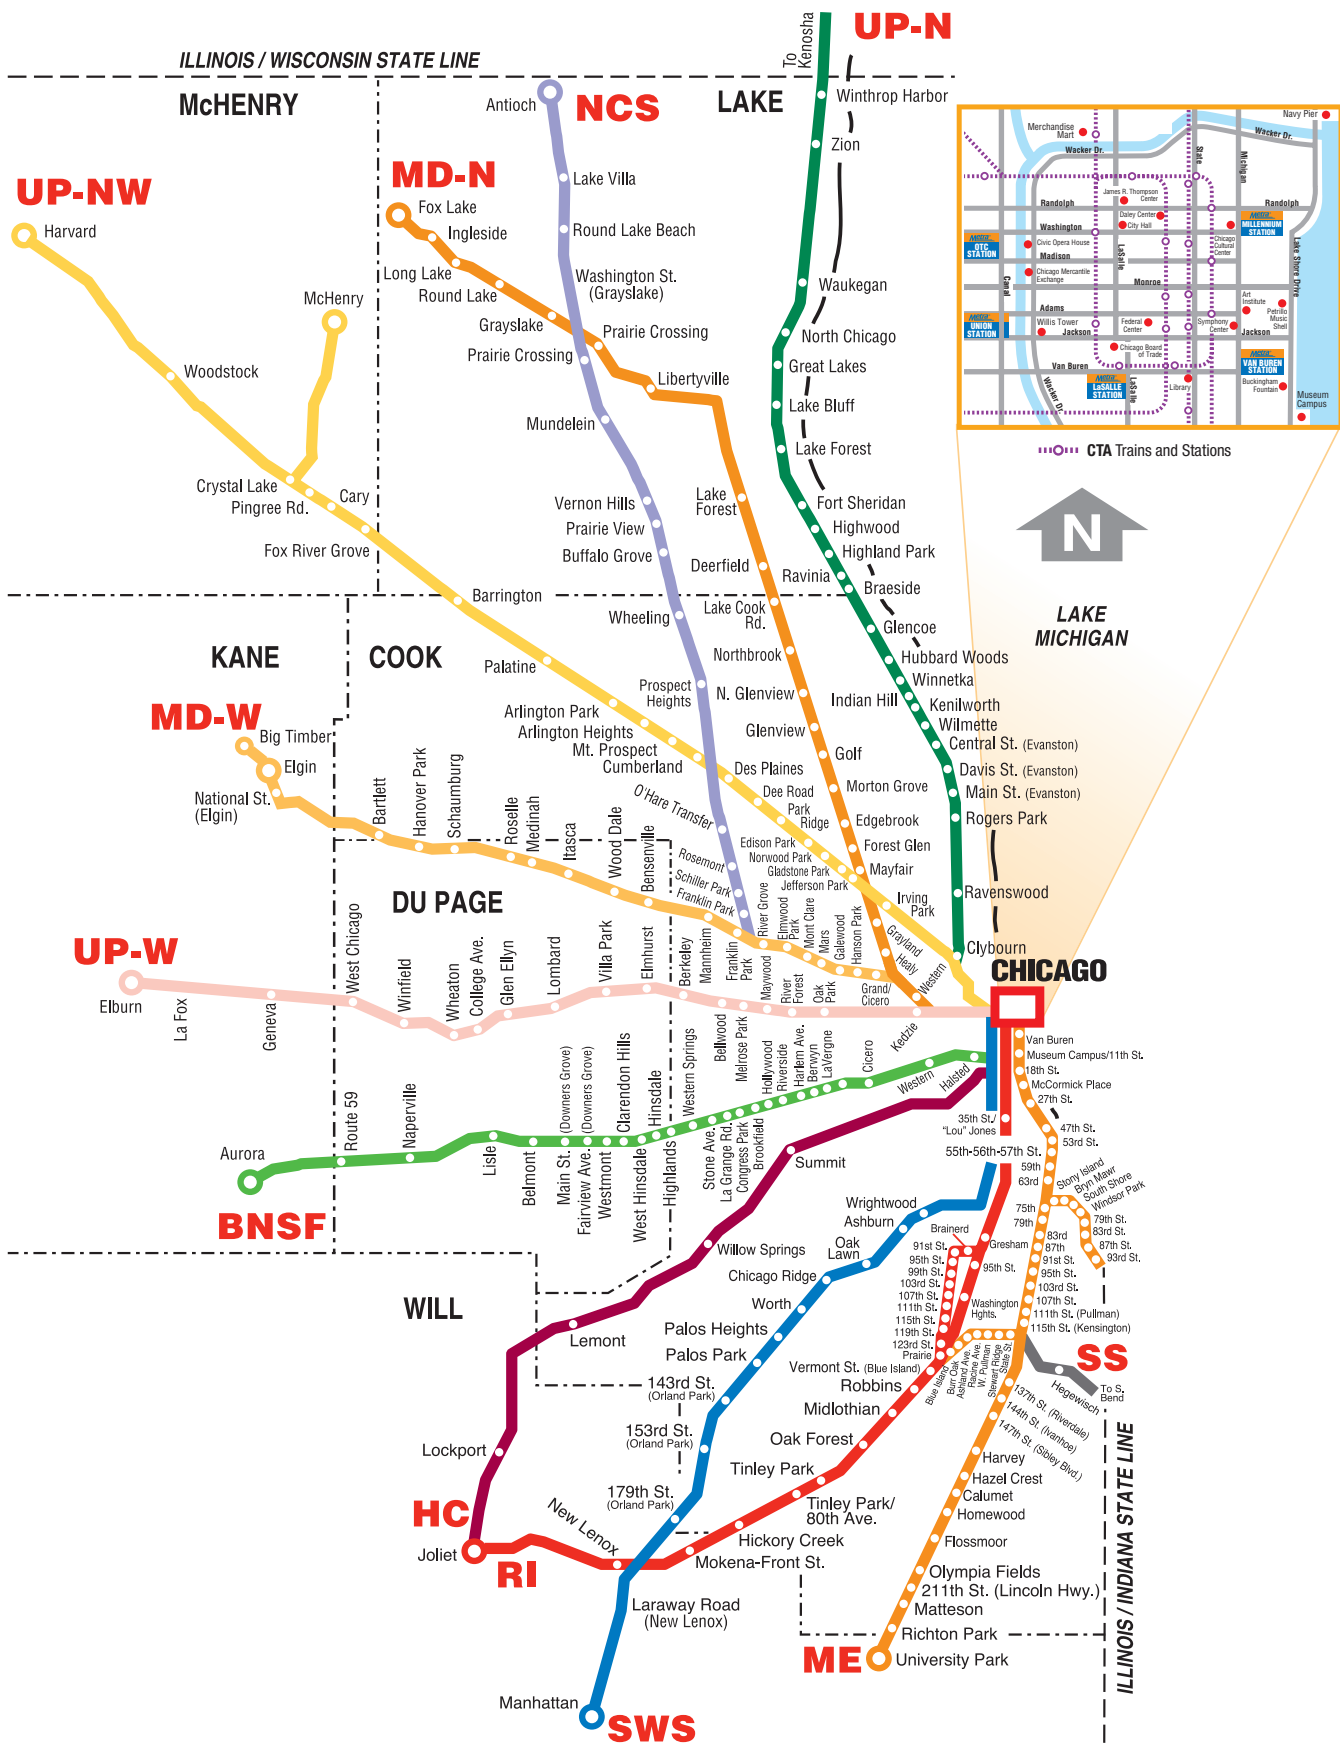 ILLINOIS / WISCONSIN STATE LINE
To Kenosha
UP-N
McHENRY
LAKE
Antioch
NCS
Winthrop Harbor
Zion
MD-N
Lake Villa
UP-NW
Fox Lake
Ingleside
Round Lake Beach
Harvard
Long Lake
Round Lake
Washington St.
(Grayslake)
Waukegan
McHenry
Grayslake
Prairie Crossing
Prairie Crossing
North Chicago
Great Lakes
Woodstock
Libertyville
Lake Bluff
Mundelein
Lake Forest
Crystal Lake
Pingree Rd.
Cary
Fox River Grove
Vernon Hills
Prairie View
Buffalo Grove
Lake
Forest
Deerfield
Fort Sheridan
Highwood
Highland Park
Ravinia
Braeside
Barrington
Wheeling
Lake Cook
Rd.
Glencoe
KANE
COOK
Palatine
Northbrook
Hubbard Woods
Winnetka
Prospect
Heights
N. Glenview
Indian Hill
Kenilworth
Wilmette
Arlington Park
Arlington Heights
Mt. Prospect
Cumberland
Glenview
Golf
Central St. (Evanston)
Davis St. (Evanston)
Main St. (Evanston)
Rogers Park
MD-W
Big Timber
Elgin
National St.
(Elgin)
Bartlett
Hanover Park
Schaumburg
Roselle
Medinah
Itasca
Wood Dale
Bensenville
O'Hare Transfer
Rosemont
Schiller Park
Franklin Park
Des Plaines
Dee Road
Park
Ridge
Edison Park
Norwood Park
Gladstone Park
Jefferson Park
Morton Grove
Edgebrook
Forest Glen
Mayfair
Irving
Park
Grayland
Healy
Western
Ravenswood
Clybourn
CHICAGO
Mannheim
Franklin
Park
River Grove
Elmwood
Park
Mont Clare
Mars
Galewood
Hanson Park
Grand/
Cicero
DU PAGE
UP-W
Elburn
La Fox
Geneva
West Chicago
Winfield
Wheaton
College Ave.
Glen Ellyn
Lombard
Villa Park
Elmhurst
Berkeley
Bellwood
Melrose Park
Maywood
River
Forest
Oak
Park
Kedzie
Aurora
BNSF
Route 59
Naperville
Lisle
Belmont
Main St. (Downers Grove)
Fairview Ave. (Downers Grove)
Westmont
Clarendon Hills
West Hinsdale
Hinsdale
Highlands
Western Springs
Stone Ave.
La Grange Rd.
Congress Park
Brookfield
Hollywood
Riverside
Harlem Ave.
Berwyn
LaVergne
Cicero
Western
Halsted
Summit
Willow Springs
Lemont
Lockport
HC
Joliet
RI
WILL
Wrightwood
Ashburn
Oak
Lawn
Chicago Ridge
Worth
Palos Heights
Palos Park
143rd St.
(Orland Park)
153rd St.
(Orland Park)
179th St.
(Orland Park)
Laraway Road
(New Lenox)
Manhattan
SWS
35th St./
"Lou" Jones
Gresham
Brainerd
91st St.
95th St.
99th St.
103rd St.
107th St.
111th St.
115th St.
119th St.
123rd St.
Prairie
95th St.
Washington
Hghts.
Vermont St. (Blue Island)
Robbins
Midlothian
Oak Forest
Tinley Park
Tinley Park/
80th Ave.
Hickory Creek
Mokena-Front St.
New Lenox
Van Buren
Museum Campus/11th St.
18th St.
McCormick Place
27th St.
47th St.
53rd St.
55th-56th-57th St.
59th
63rd
Stony Island
Bryn Mawr
South Shore
Windsor Park
79th St.
83rd St.
87th St.
93rd St.
75th
79th
83rd
87th
91st St.
95th St.
103rd St.
107th St.
111th St. (Pullman)
115th St. (Kensington)
Blue Island
Burr Oak
Ashland Ave.
Racine Ave.
W. Pullman
Stewart Ridge
State St.
SS
Hegewisch
To S.
Bend
137th St. (Riverdale)
144th St. (Ivanhoe)
147th St. (Sibley Blvd.)
Harvey
Hazel Crest
Calumet
Homewood
Flossmoor
Olympia Fields
211th St. (Lincoln Hwy.)
Matteson
Richton Park
University Park
ME
ILLINOIS / INDIANA STATE LINE
LAKE
MICHIGAN
N
CTA Trains and Stations
Navy Pier
Merchandise
Mart
Wacker Dr.
Wacker Dr.
State
Michigan
James R. Thompson
Center
Randolph
Randolph
Daley Center
City Hall
Washington
Metra
MILLENNIUM
STATION
Metra
OTC
STATION
Civic Opera House
Chicago
Cultural
Center
Madison
LaSalle
Lake Shore Drive
Chicago Mercantile
Exchange
Monroe
Canal
Art
Institute
Petrillo
Music
Shell
Adams
Metra
UNION
STATION
Willis Tower
Federal
Center
Symphony
Center
Jackson
Jackson
Chicago Board
of Trade
Metra
VAN BUREN
STATION
Van Buren
Metra
LaSALLE
STATION
LaSalle
Wacker Dr.
Library
Buckingham
Fountain
Museum
Campus